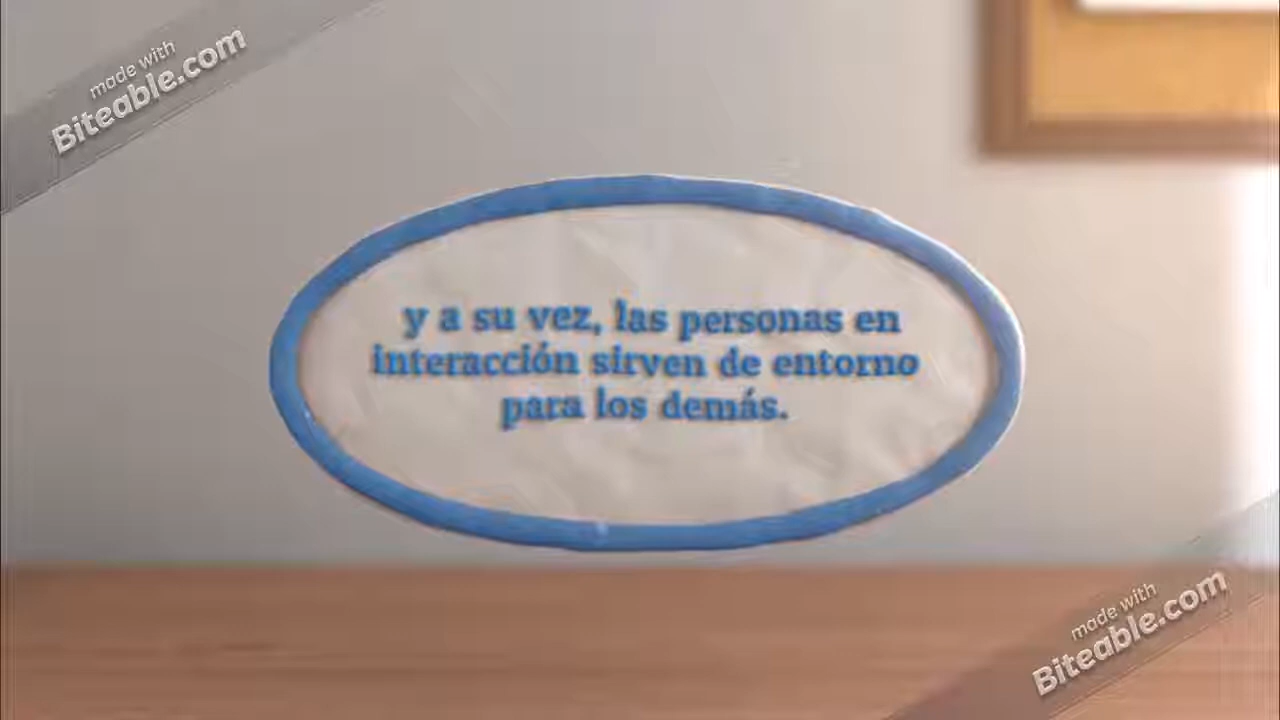 made with
Biteable.com
y a su vez, las personas en
interacción sirven de entorno
para los demás.
made with
Biteable.com